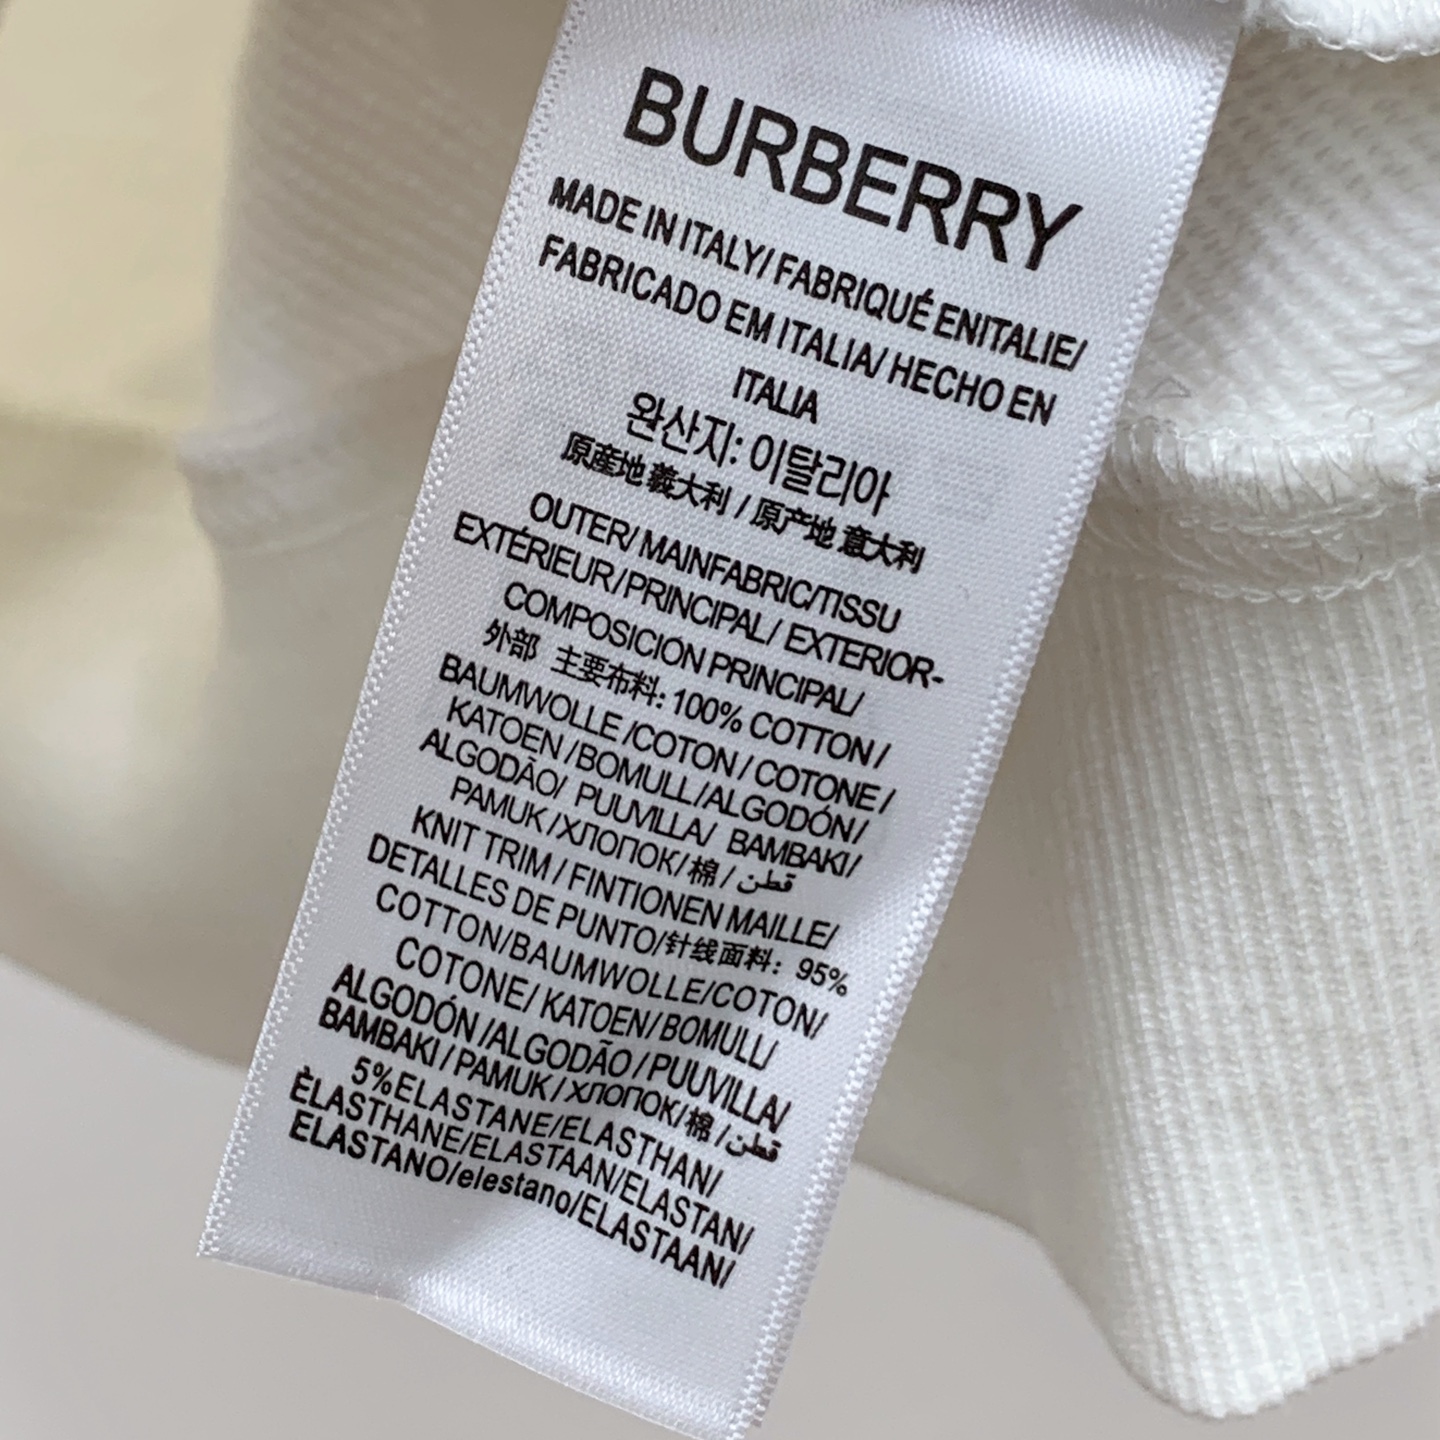 BURBERRY
MADE IN ITALY/ FABRIQUÉ ENITALIE/
FABRICADO EM ITALIA/ HECHO EN
ITALIA
완산지: 이탈리아
原産地 義大利 / 原产地 意大利
OUTER/ MAINFABRIC/TISSU
EXTÉRIEUR/PRINCIPAL/ EXTERIOR-
COMPOSICIÓN PRINCIPAL/
外部 主要布料: 100% COTTON /
BAUMWOLLE /COTON / COTONE /
KATOEN /BOMULL/ALGODÓN/
ALGODÃO/ PUUVILLA/ BAMBAKI/
PAMUK /ХЛОПОК/ 棉 / قطن
KNIT TRIM / FINTIONEN MAILLE/
DETALLES DE PUNTO/针线面料: 95%
COTTON/BAUMWOLLE/COTON/
COTONE/ KATOEN/ BOMULL/
ALGODÓN /ALGODÃO / PUUVILLA/
BAMBAKI / PAMUK / ХЛОПОК/ 棉 / قطن
5%ELASTANE/ELASTHAN/
ÈLASTHANE/ELASTAAN/ELASTAN/
ELASTANO/elestano/ELASTAAN/